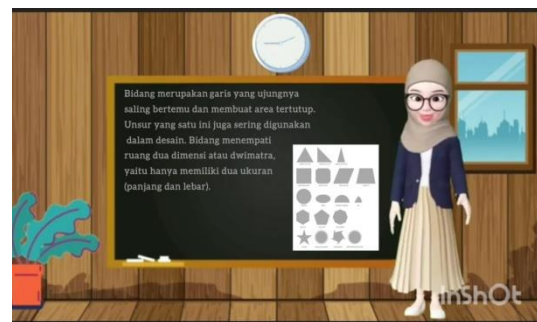 Bidang merupakan garis yang ujungnya
saling bertemu dan membuat area tertutup.
Unsur yang satu ini juga sering digunakan
dalam desain. Bidang menempati
ruang dua dimensi atau dwimatra,
yaitu hanya memiliki dua ukuran
(panjang dan lebar).
InShOt